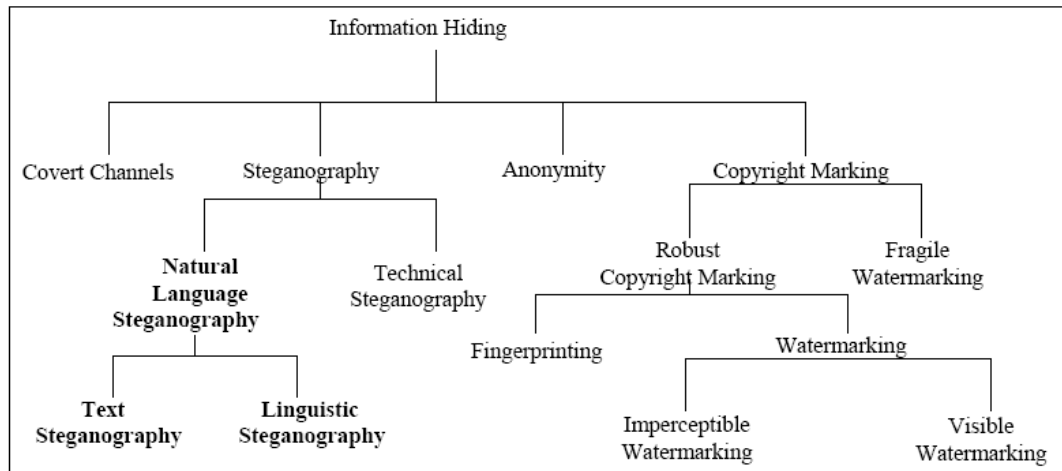 Information Hiding
Covert Channels
Steganography
Anonymity
Copyright Marking
Natural
Language
Steganography
Technical
Steganography
Robust
Copyright Marking
Fragile
Watermarking
Fingerprinting
Watermarking
Text
Steganography
Linguistic
Steganography
Imperceptible
Watermarking
Visible
Watermarking